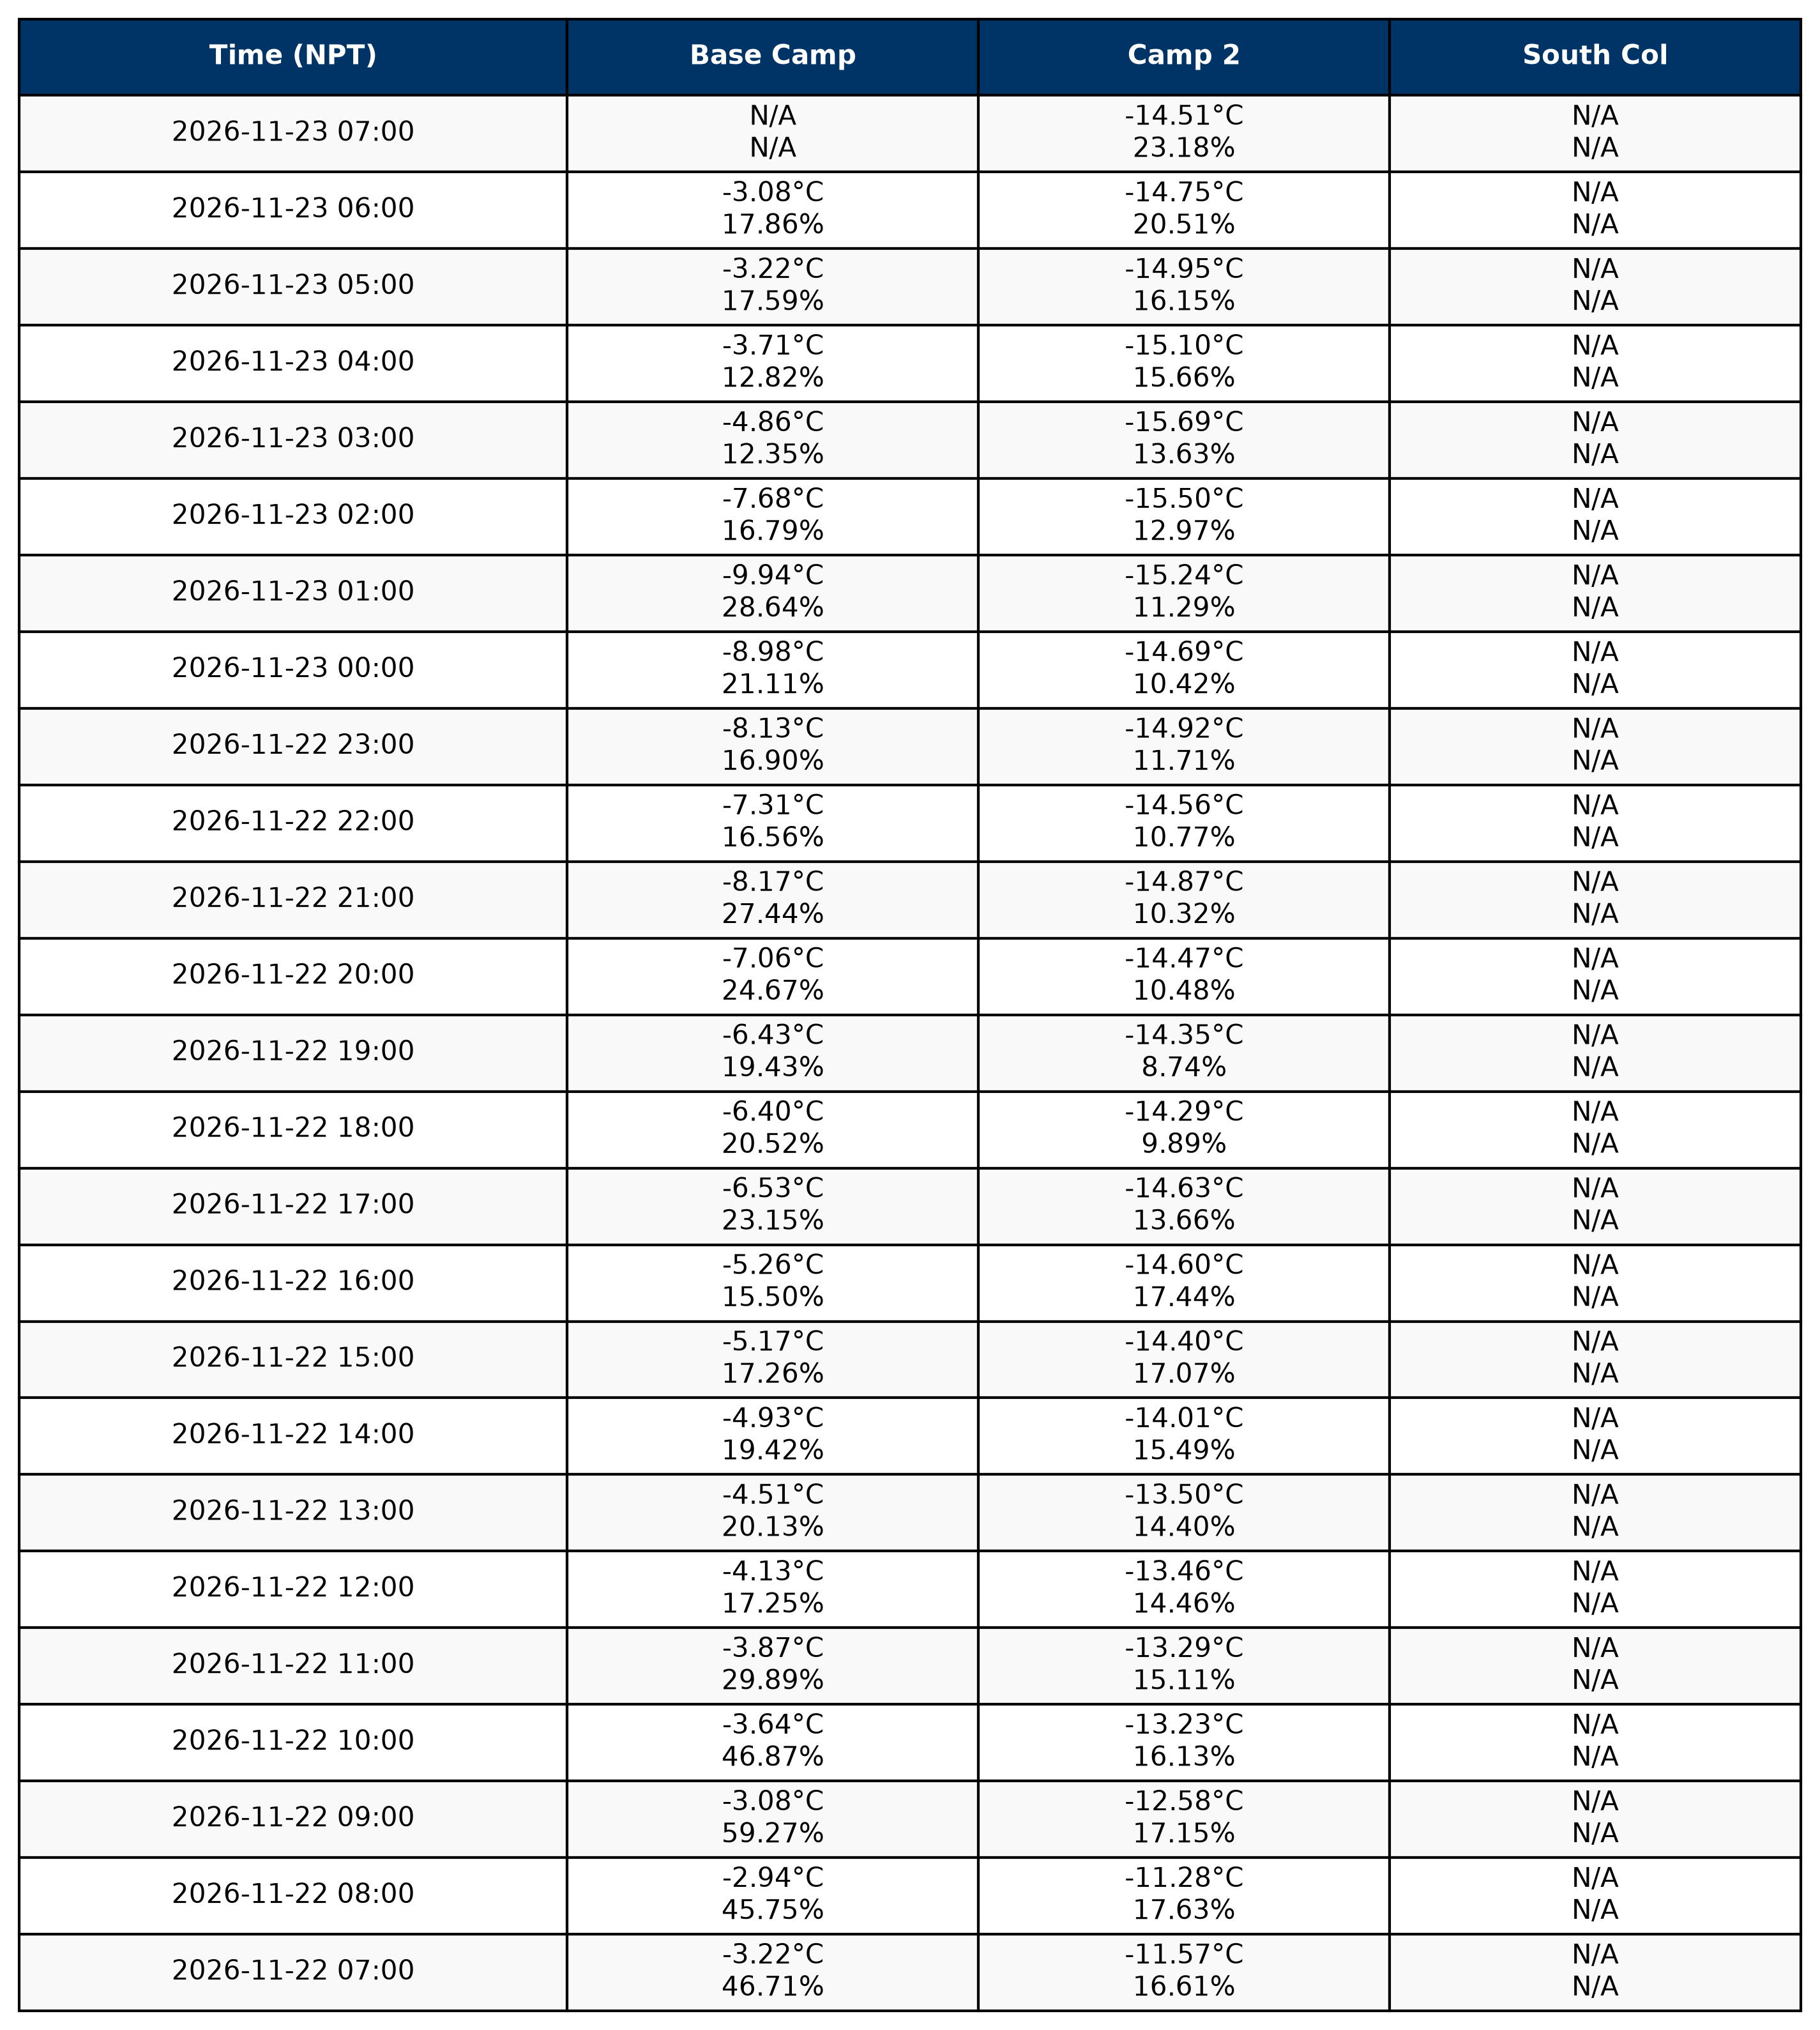 Time (NPT) Base Camp Camp 2 South Col
N/A -14.51°C N/A
2026-11-23 07:00
N/A 23.18% N/A
-3.08°C -14.75°C N/A
2026-11-23 06:00
17.86% 20.51% N/A
-3.22°C -14.95°C N/A
2026-11-23 05:00
17.59% 16.15% N/A
-3.71°C -15.10°C N/A
2026-11-23 04:00
12.82% 15.66% N/A
-4.86°C -15.69°C N/A
2026-11-23 03:00
12.35% 13.63% N/A
-7.68°C -15.50°C N/A
2026-11-23 02:00
16.79% 12.97% N/A
-9.94°C -15.24°C N/A
2026-11-23 01:00
28.64% 11.29% N/A
-8.98°C -14.69°C N/A
2026-11-23 00:00
21.11% 10.42% N/A
-8.13°C -14.92°C N/A
2026-11-22 23:00
16.90% 11.71% N/A
-7.31°C -14.56°C N/A
2026-11-22 22:00
16.56% 10.77% N/A
-8.17°C -14.87°C N/A
2026-11-22 21:00
27.44% 10.32% N/A
-7.06°C -14.47°C N/A
2026-11-22 20:00
24.67% 10.48% N/A
-6.43°C -14.35°C N/A
2026-11-22 19:00
19.43% 8.74% N/A
-6.40°C -14.29°C N/A
2026-11-22 18:00
20.52% 9.89% N/A
-6.53°C -14.63°C N/A
2026-11-22 17:00
23.15% 13.66% N/A
-5.26°C -14.60°C N/A
2026-11-22 16:00
15.50% 17.44% N/A
-5.17°C -14.40°C N/A
2026-11-22 15:00
17.26% 17.07% N/A
-4.93°C -14.01°C N/A
2026-11-22 14:00
19.42% 15.49% N/A
-4.51°C -13.50°C N/A
2026-11-22 13:00
20.13% 14.40% N/A
-4.13°C -13.46°C N/A
2026-11-22 12:00
17.25% 14.46% N/A
-3.87°C -13.29°C N/A
2026-11-22 11:00
29.89% 15.11% N/A
-3.64°C -13.23°C N/A
2026-11-22 10:00
46.87% 16.13% N/A
-3.08°C -12.58°C N/A
2026-11-22 09:00
59.27% 17.15% N/A
-2.94°C -11.28°C N/A
2026-11-22 08:00
45.75% 17.63% N/A
-3.22°C -11.57°C N/A
2026-11-22 07:00
46.71% 16.61% N/A